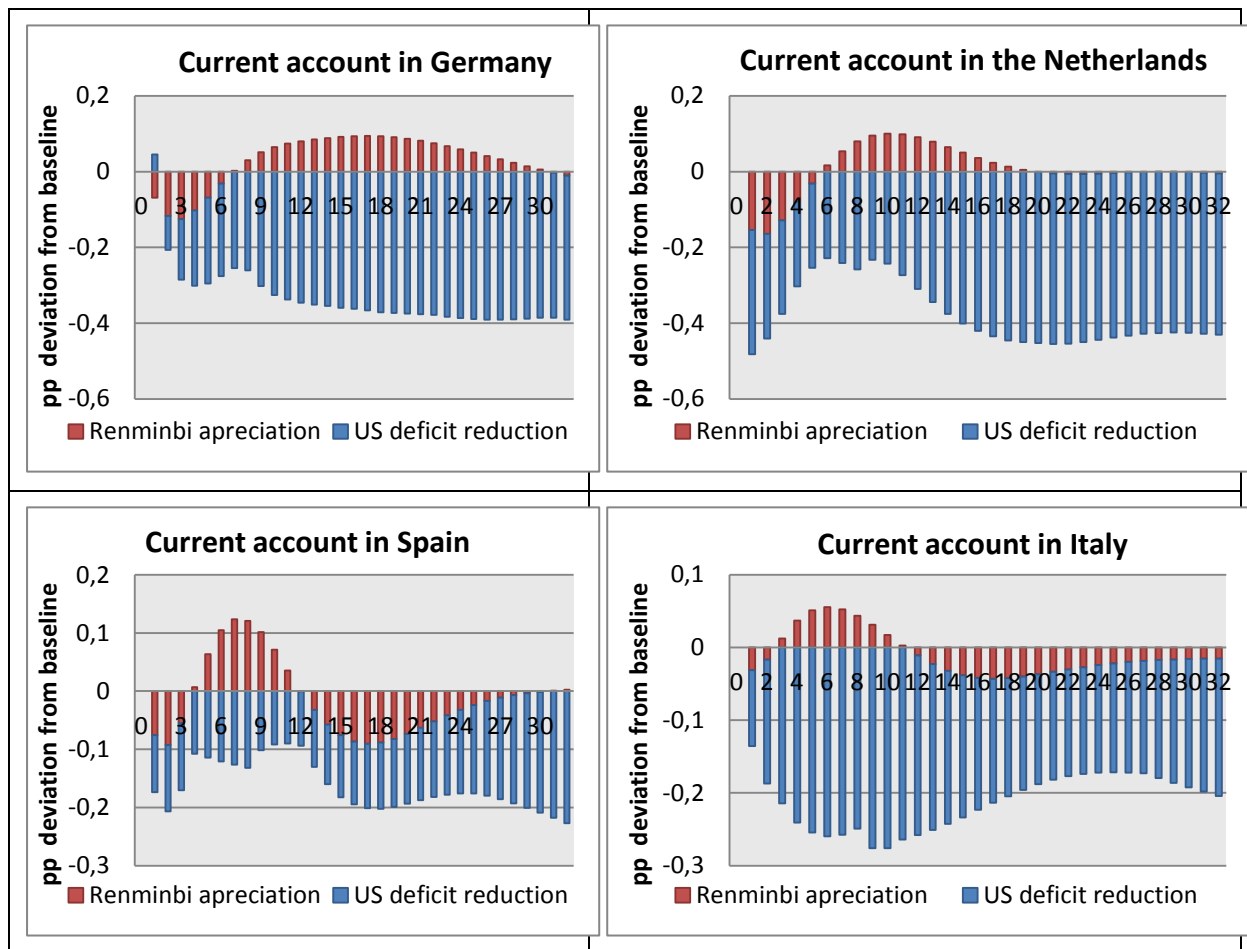 Current account in Germany
pp deviation from baseline
0,2
0
-0,2
-0,4
-0,6
0 3 6 9 12 15 18 21 24 27 30
Renminbi apreciation US deficit reduction
Current account in the Netherlands
pp deviation from baseline
0,2
0
-0,2
-0,4
-0,6
0 2 4 6 8 10 12 14 16 18 20 22 24 26 28 30 32
Renminbi apreciation US deficit reduction
Current account in Spain
pp deviation from baseline
0,2
0,1
0
-0,1
-0,2
-0,3
0 3 6 9 12 15 18 21 24 27 30
Renminbi apreciation US deficit reduction
Current account in Italy
pp deviation from baseline
0,1
0
-0,1
-0,2
-0,3
0 2 4 6 8 10 12 14 16 18 20 22 24 26 28 30 32
Renminbi apreciation US deficit reduction